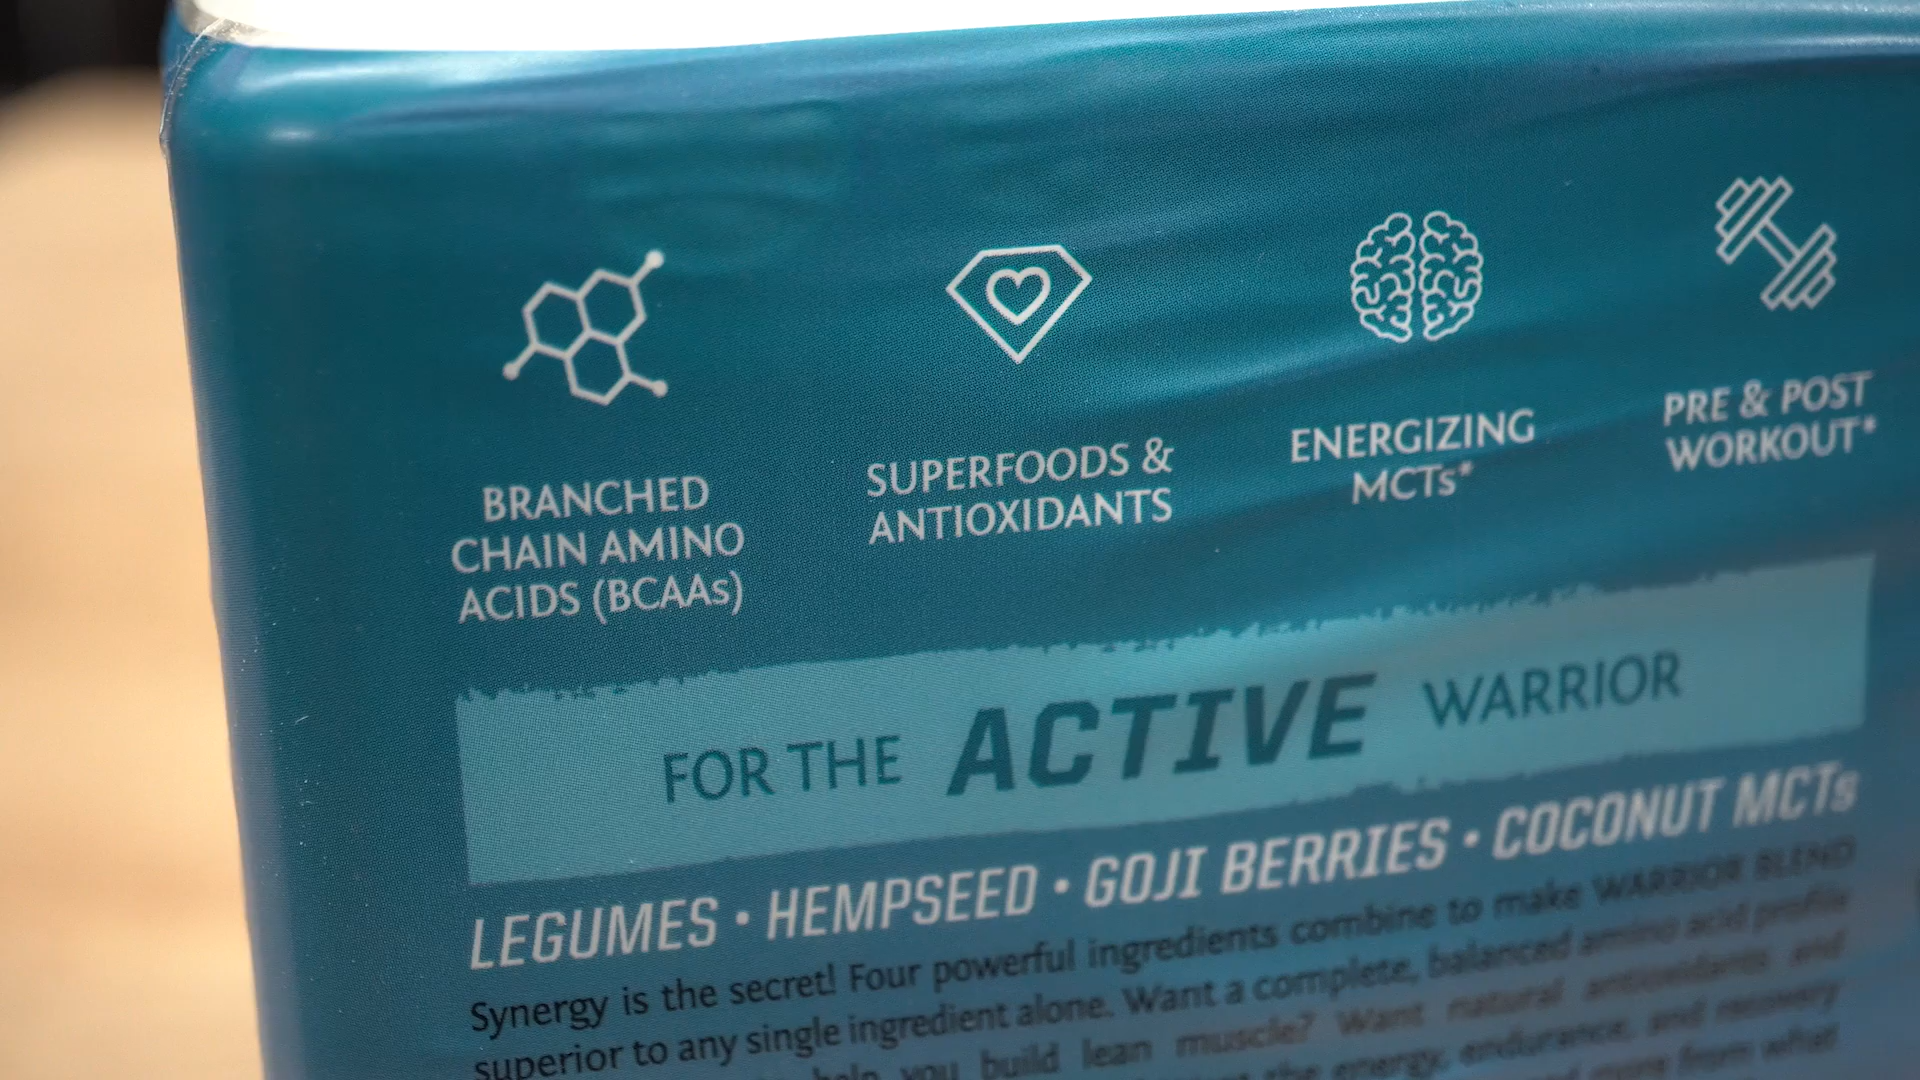 BRANCHED
CHAIN AMINO
ACIDS (BCAAs)
SUPERFOODS &
ANTIOXIDANTS
ENERGIZING
MCTs*
PRE & POST
WORKOUT*
FOR THE ACTIVE WARRIOR
LEGUMES • HEMPSEED • GOJI BERRIES • COCONUT MCTs
Synergy is the secret! Four powerful ingredients combine to make WARRIOR BLEND
superior to any single ingredient alone. Want a complete, balanced amino acid profile
help you build lean muscle? Want natural antioxidants and
the energy, endurance, and recovery
more from what